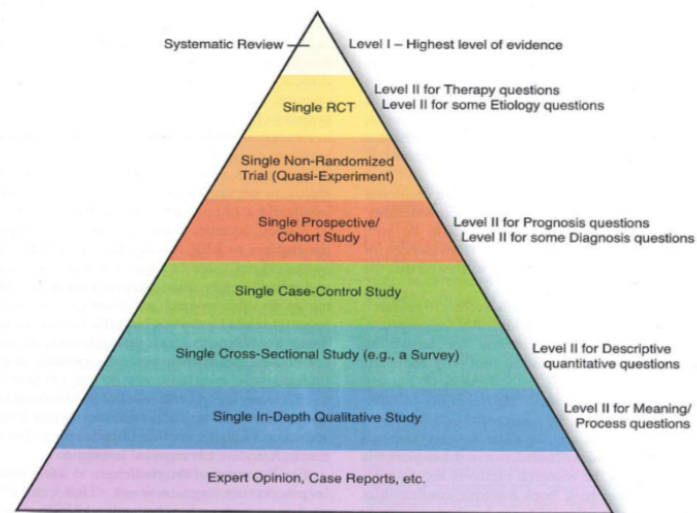 Systematic Review
Level I – Highest level of evidence
Level II for Therapy questions
Level II for some Etiology questions
Single RCT
Single Non-Randomized
Trial (Quasi-Experiment)
Single Prospective/
Cohort Study
Level II for Prognosis questions
Level II for some Diagnosis questions
Single Case-Control Study
Single Cross-Sectional Study (e.g., a Survey)
Level II for Descriptive
quantitative questions
Single In-Depth Qualitative Study
Level II for Meaning/
Process questions
Expert Opinion, Case Reports, etc.